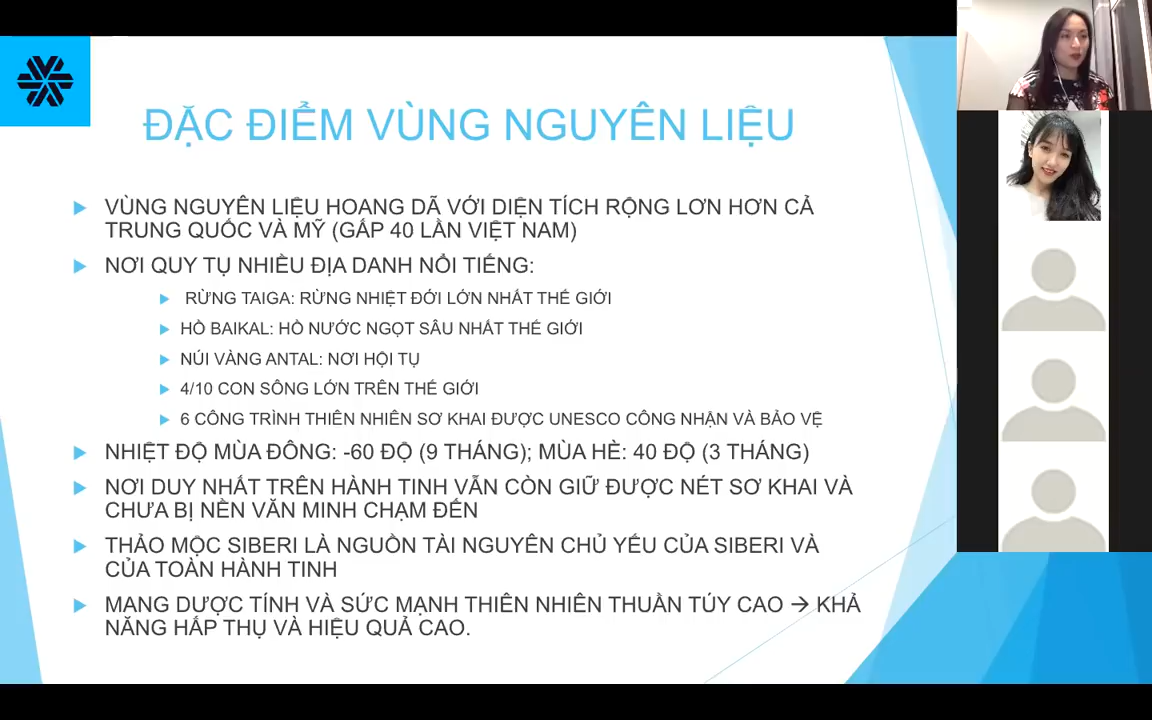 ĐẶC ĐIỂM VÙNG NGUYÊN LIỆU
VÙNG NGUYÊN LIỆU HOANG DÃ VỚI DIỆN TÍCH RỘNG LƠN HƠN CẢ
TRUNG QUỐC VÀ MỸ (GẤP 40 LẦN VIỆT NAM)
NƠI QUY TỤ NHIỀU ĐỊA DANH NỔI TIẾNG:
RỪNG TAIGA: RỪNG NHIỆT ĐỚI LỚN NHẤT THẾ GIỚI
HỒ BAIKAL: HỒ NƯỚC NGỌT SÂU NHẤT THẾ GIỚI
NÚI VÀNG ANTAL: NƠI HỘI TỤ
4/10 CON SÔNG LỚN TRÊN THẾ GIỚI
6 CÔNG TRÌNH THIÊN NHIÊN SƠ KHAI ĐƯỢC UNESCO CÔNG NHẬN VÀ BẢO VỆ
NHIỆT ĐỘ MÙA ĐÔNG: -60 ĐỘ (9 THÁNG); MÙA HÈ: 40 ĐỘ (3 THÁNG)
NƠI DUY NHẤT TRÊN HÀNH TINH VẪN CÒN GIỮ ĐƯỢC NÉT SƠ KHAI VÀ
CHƯA BỊ NỀN VĂN MINH CHẠM ĐẾN
THẢO MỘC SIBERI LÀ NGUỒN TÀI NGUYÊN CHỦ YẾU CỦA SIBERI VÀ
CỦA TOÀN HÀNH TINH
MANG DƯỢC TÍNH VÀ SỨC MẠNH THIÊN NHIÊN THUẦN TÚY CAO → KHẢ
NĂNG HẤP THỤ VÀ HIỆU QUẢ CAO.